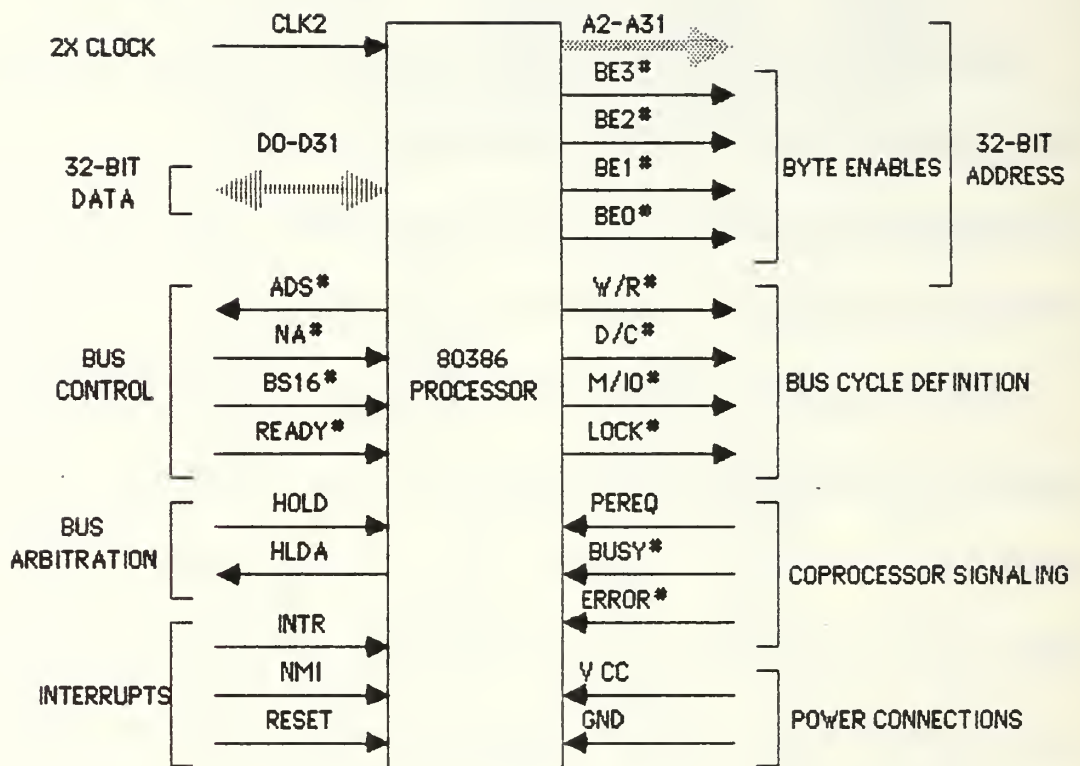 2X CLOCK
CLK2
32-BIT
DATA
D0-D31
BUS
CONTROL
ADS*
NA*
BS16*
READY*
BUS
ARBITRATION
HOLD
HLDA
INTERRUPTS
INTR
NMI
RESET
80386
PROCESSOR
A2-A31
BE3*
BE2*
BE1*
BE0*
BYTE ENABLES
32-BIT
ADDRESS
W/R*
D/C*
M/IO*
LOCK*
BUS CYCLE DEFINITION
PEREQ
BUSY*
ERROR*
COPROCESSOR SIGNALING
V CC
GND
POWER CONNECTIONS